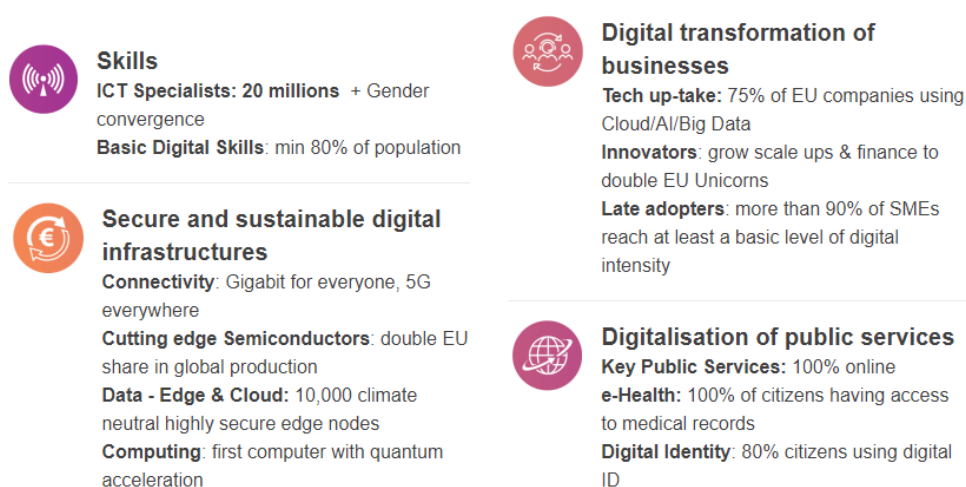 Skills
ICT Specialists: 20 millions + Gender
convergence
Basic Digital Skills: min 80% of population
Secure and sustainable digital
infrastructures
Connectivity: Gigabit for everyone, 5G
everywhere
Cutting edge Semiconductors: double EU
share in global production
Data - Edge & Cloud: 10,000 climate
neutral highly secure edge nodes
Computing: first computer with quantum
acceleration
Digital transformation of
businesses
Tech up-take: 75% of EU companies using
Cloud/AI/Big Data
Innovators: grow scale ups & finance to
double EU Unicorns
Late adopters: more than 90% of SMEs
reach at least a basic level of digital
intensity
Digitalisation of public services
Key Public Services: 100% online
e-Health: 100% of citizens having access
to medical records
Digital Identity: 80% citizens using digital
ID